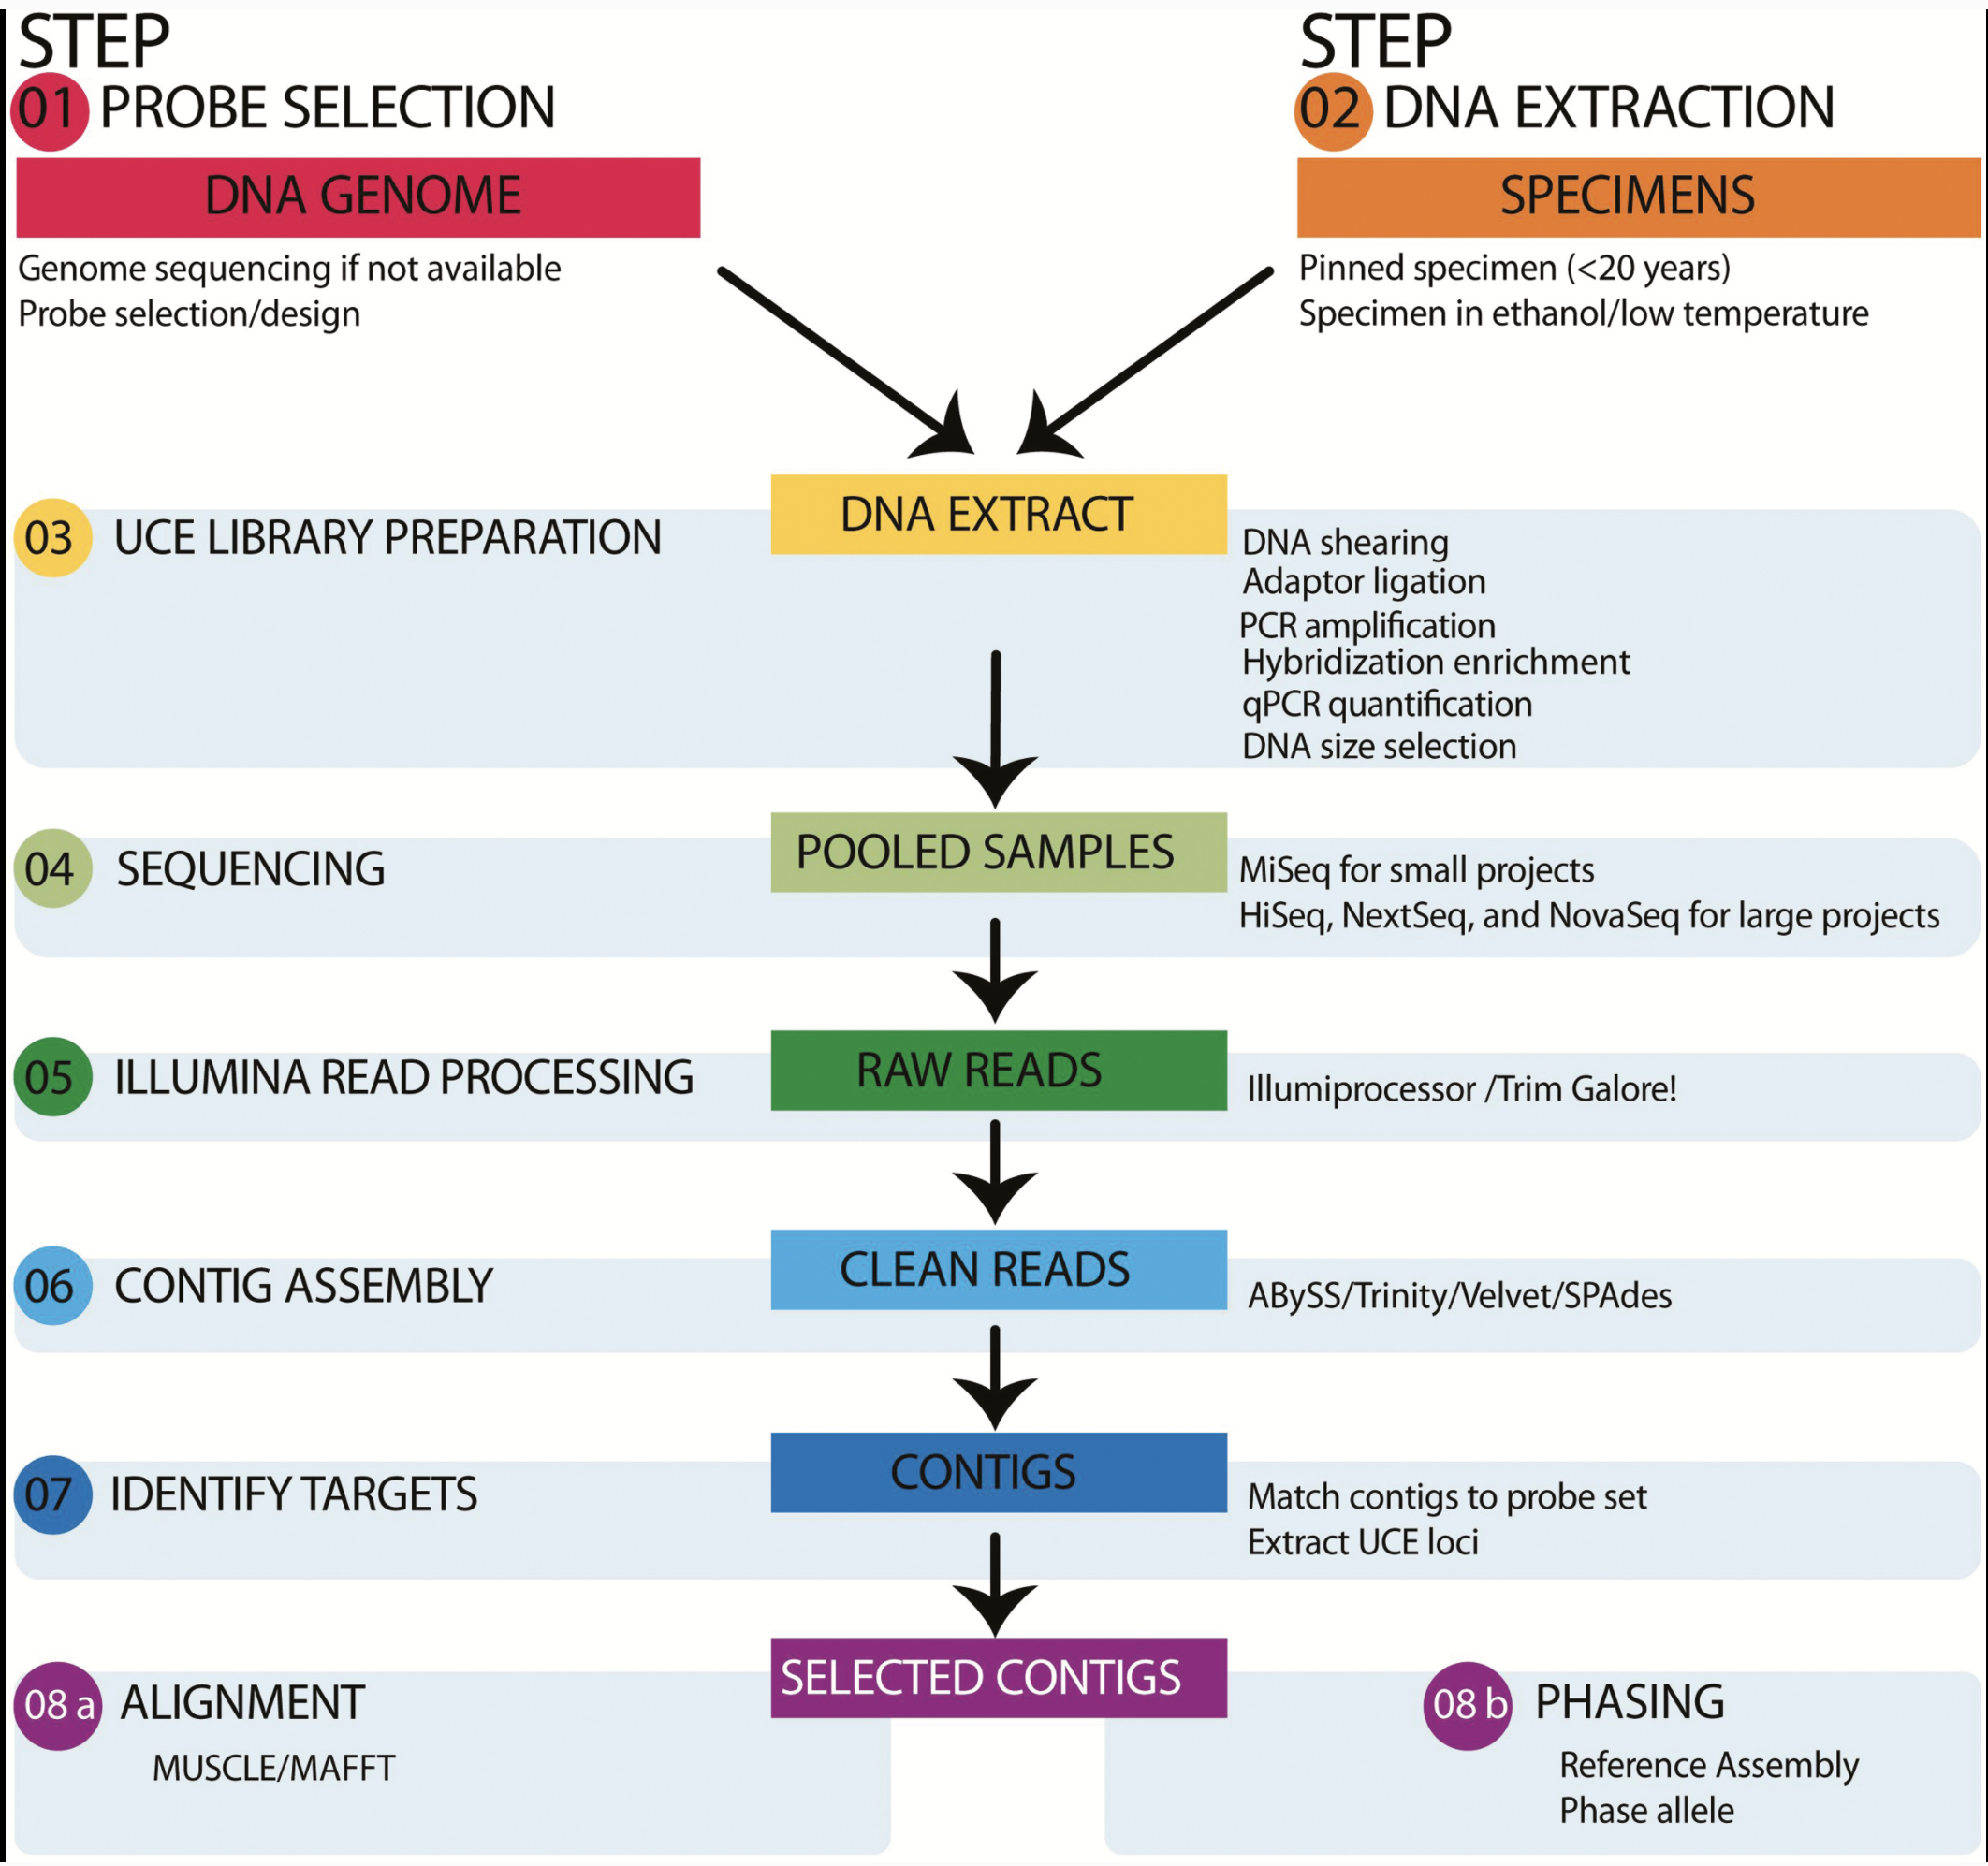 STEP
01 PROBE SELECTION
DNA GENOME
Genome sequencing if not available
Probe selection/design
STEP
02 DNA EXTRACTION
SPECIMENS
Pinned specimen (<20 years)
Specimen in ethanol/low temperature
03 UCE LIBRARY PREPARATION
DNA EXTRACT
DNA shearing
Adaptor ligation
PCR amplification
Hybridization enrichment
qPCR quantification
DNA size selection
04 SEQUENCING
POOLED SAMPLES
MiSeq for small projects
HiSeq, NextSeq, and NovaSeq for large projects
05 ILLUMINA READ PROCESSING
RAW READS
Illumiprocessor /Trim Galore!
06 CONTIG ASSEMBLY
CLEAN READS
ABySS/Trinity/Velvet/SPAdes
07 IDENTIFY TARGETS
CONTIGS
Match contigs to probe set
Extract UCE loci
SELECTED CONTIGS
08 a ALIGNMENT
MUSCLE/MAFFT
08 b PHASING
Reference Assembly
Phase allele